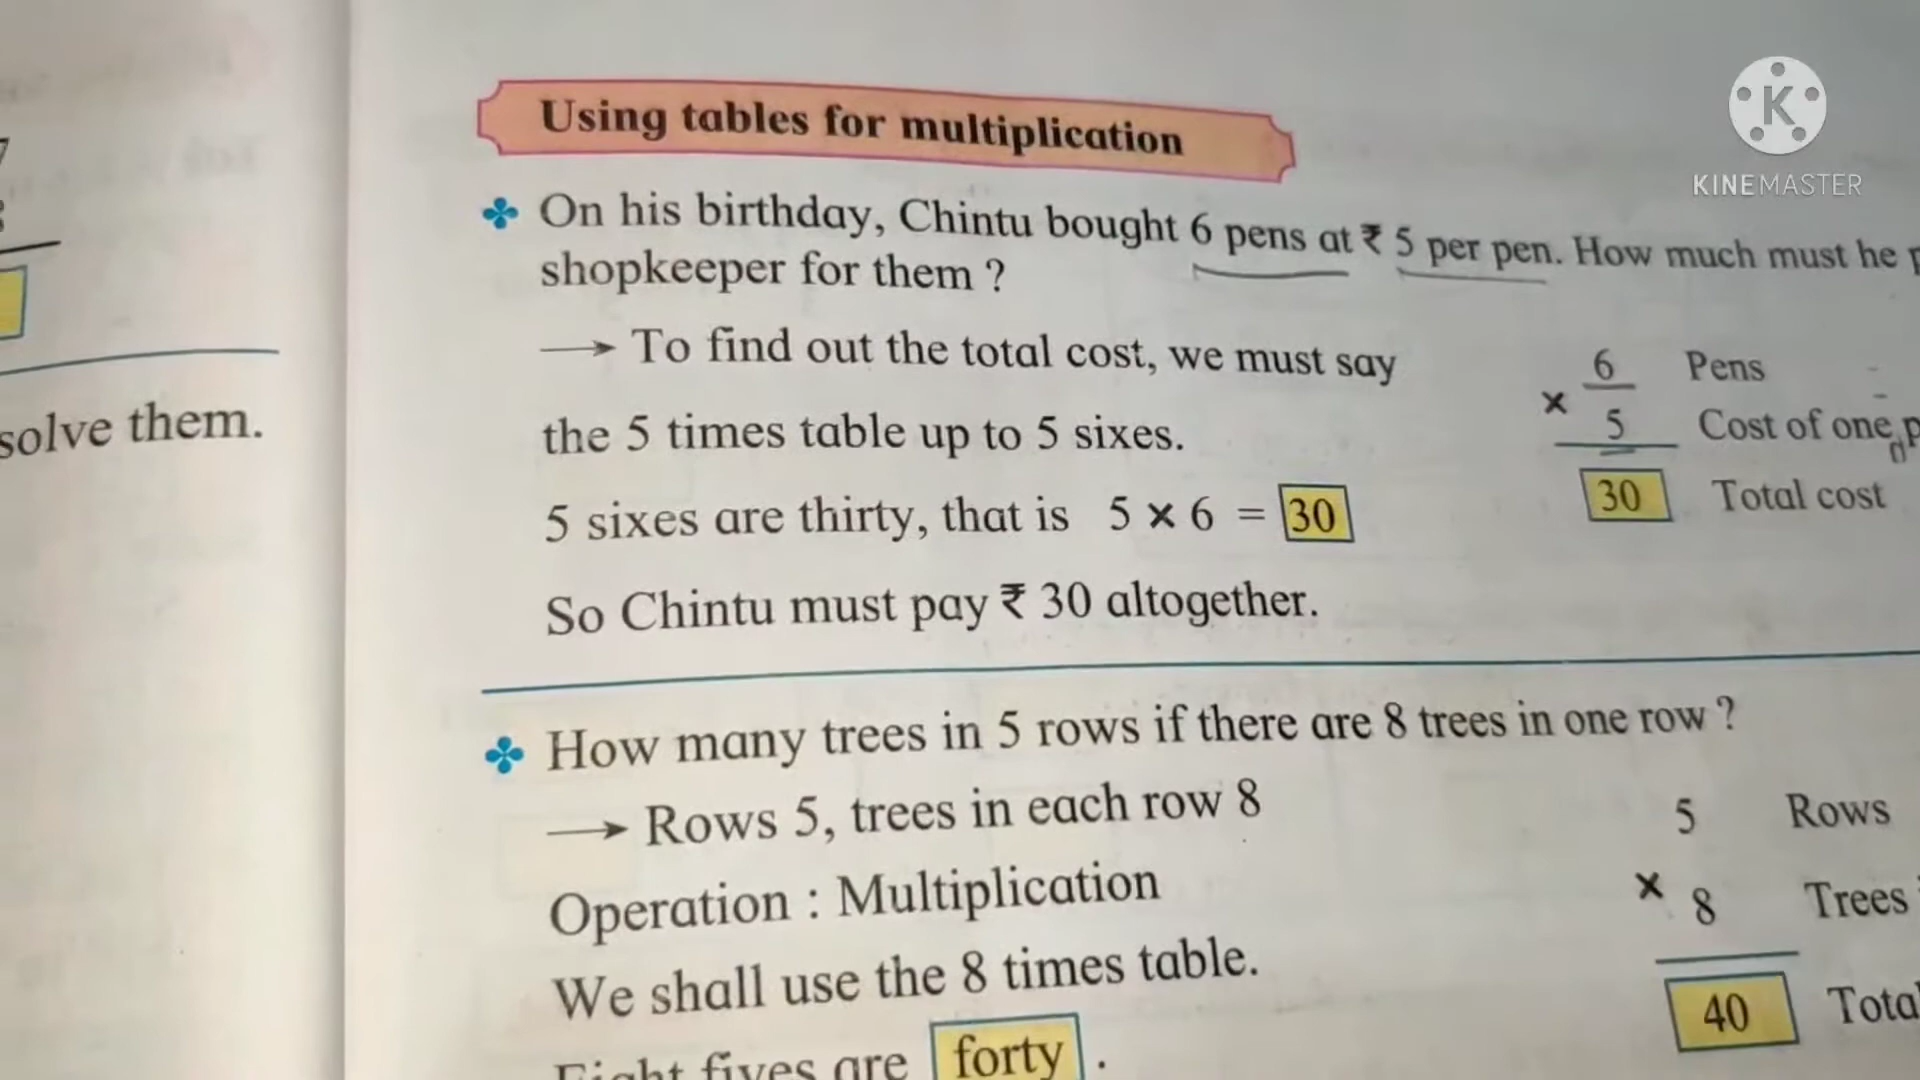 KINEMASTER
Using tables for multiplication
On his birthday, Chintu bought 6 pens at ₹ 5 per pen. How much must he
shopkeeper for them ?
→ To find out the total cost, we must say
the 5 times table up to 5 sixes.
5 sixes are thirty, that is 5 × 6 = 30
So Chintu must pay ₹ 30 altogether.
6 Pens
× 5 Cost of one
30 Total cost
How many trees in 5 rows if there are 8 trees in one row ?
→ Rows 5, trees in each row 8
Operation : Multiplication
We shall use the 8 times table.
Eight fives are forty .
5 Rows
× 8 Trees
40
solve them.